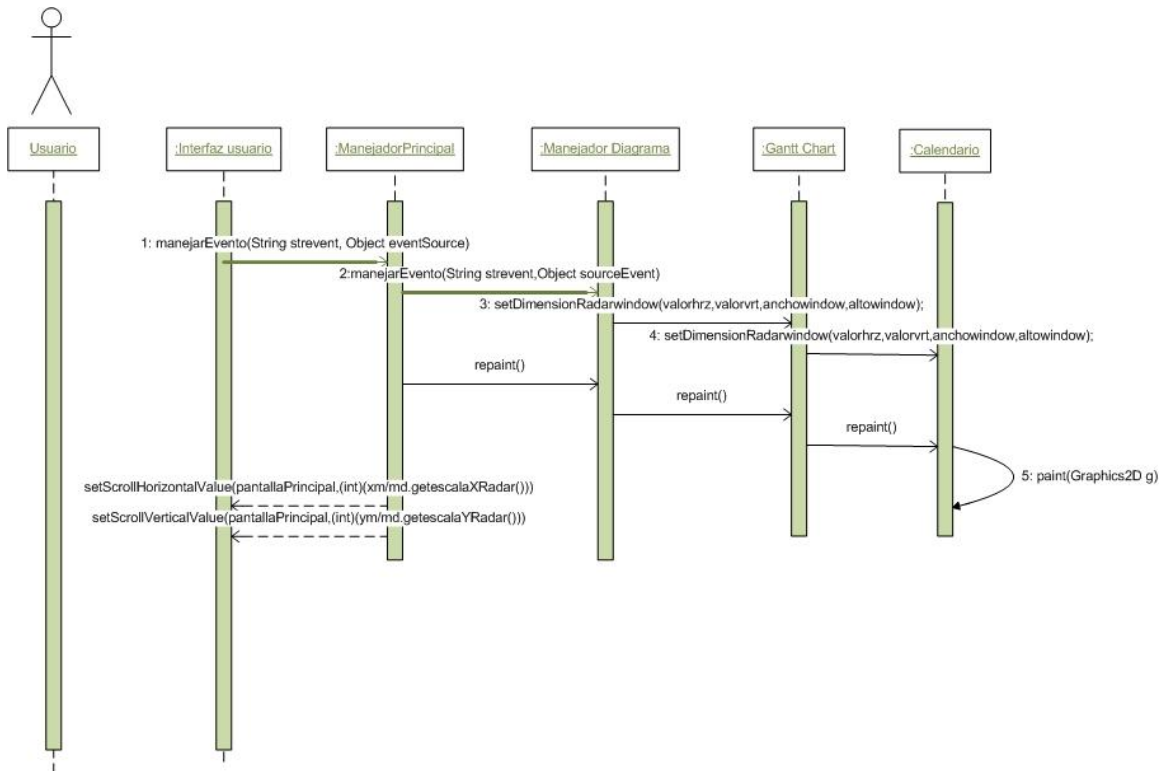 Usuario
:Interfaz usuario
:ManejadorPrincipal
:Manejador Diagrama
:Gantt Chart
:Calendario
1: manejarEvento(String strevent, Object eventSource)
2:manejarEvento(String strevent,Object sourceEvent)
3: setDimensionRadarwindow(valorhrz,valorvrt,anchowindow,altowindow);
4: setDimensionRadarwindow(valorhrz,valorvrt,anchowindow,altowindow);
repaint()
repaint()
repaint()
5: paint(Graphics2D g)
setScrollHorizontalValue(pantallaPrincipal,(int)(xm/md.getescalaXRadar()))
setScrollVerticalValue(pantallaPrincipal,(int)(ym/md.getescalaYRadar()))